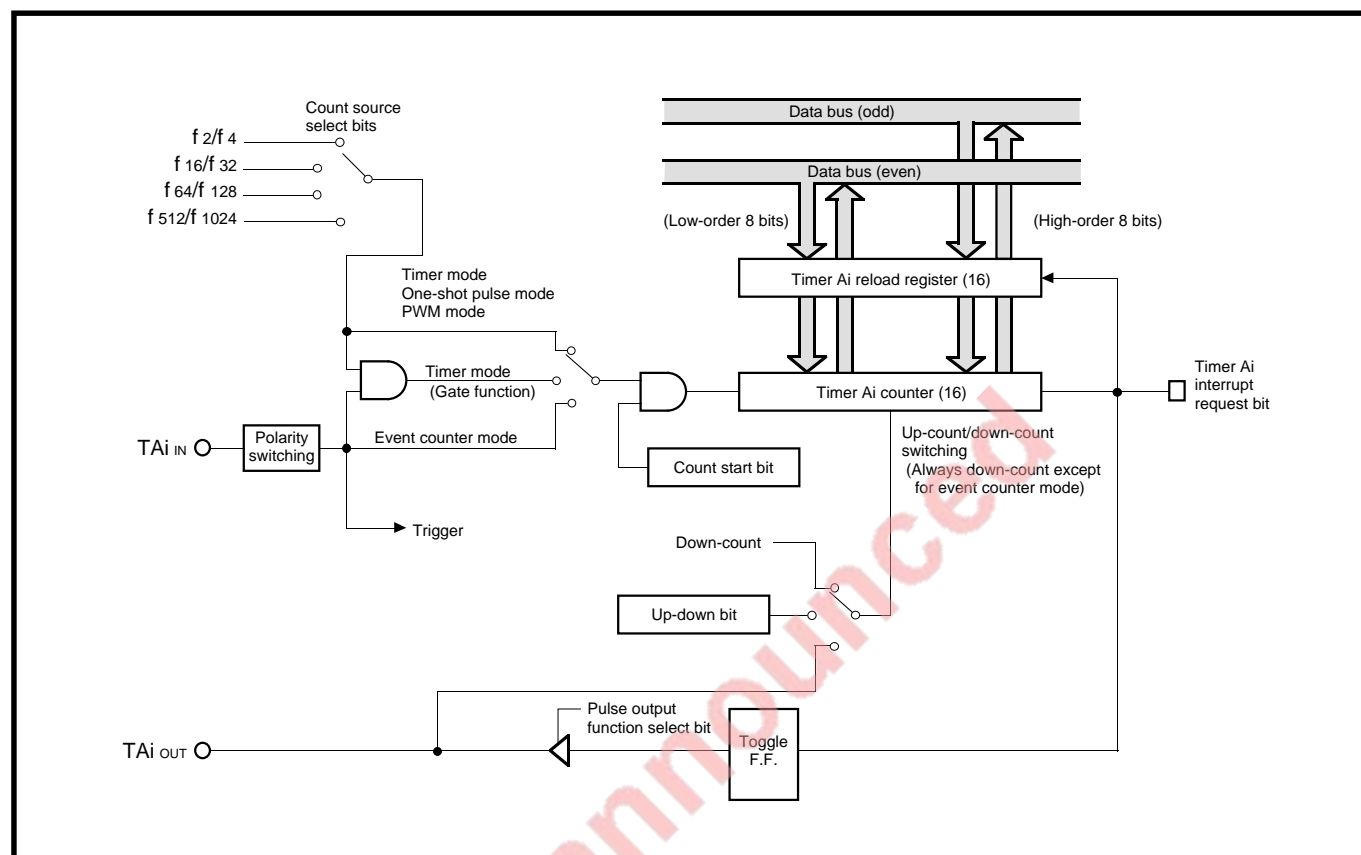 Count source
select bits
f 2/f 4
f 16/f 32
f 64/f 128
f 512/f 1024
Data bus (odd)
Data bus (even)
(Low-order 8 bits)
(High-order 8 bits)
Timer Ai reload register (16)
Timer mode
One-shot pulse mode
PWM mode
Timer mode
(Gate function)
Timer Ai counter (16)
Timer Ai
interrupt
request bit
TAi IN
Polarity
switching
Event counter mode
Count start bit
Up-count/down-count
switching
(Always down-count except
for event counter mode)
Trigger
Down-count
Up-down bit
Pulse output
function select bit
TAi OUT
Toggle
F.F.
announced